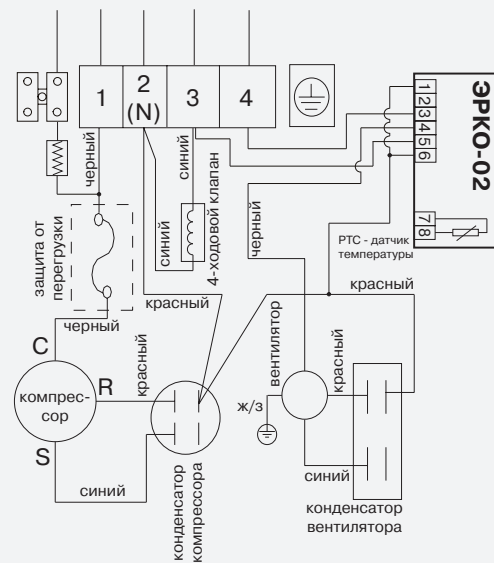 1
2
(N)
3
4
1
2
3
4
5
6
7
8
ЭРКО-02
черный
синий
синий
4-ходовой клапан
черный
РТС - датчик
температуры
защита от
перегрузки
красный
красный
черный
C
R
S
компрес-
сор
красный
вентилятор
красный
ж/з
синий
синий
конденсатор
компрессора
конденсатор
вентилятора